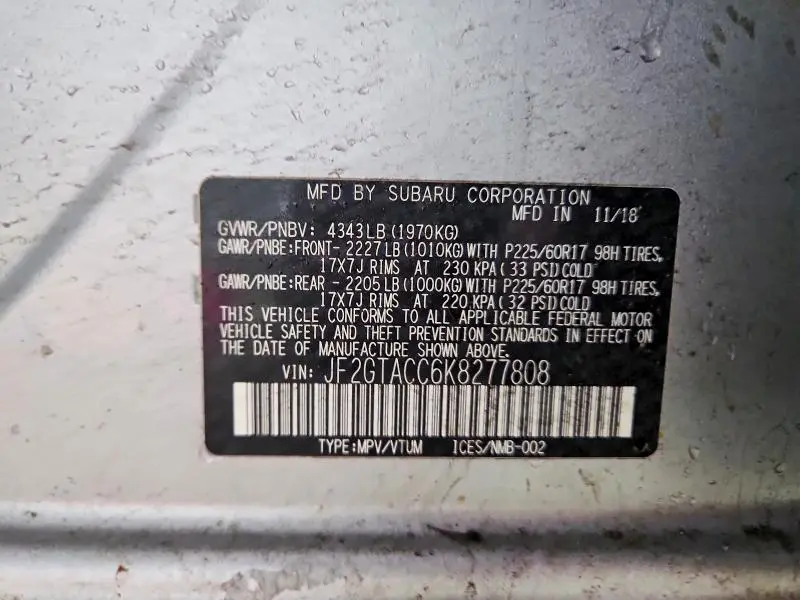 MFD BY SUBARU CORPORATION
MFD IN 11/18
GVWR/PNBV: 4343LB(1970KG)
GAWR/PNBE:FRONT- 2227LB(1010KG)WITH P225/60R17 98H TIRES,
17X7J RIMS AT 230 KPA(33 PSI)COLD
GAWR/PNBE:REAR - 2205LB(1000KG)WITH P225/60R17 98H TIRES,
17X7J RIMS AT 220 KPA(32 PSI)COLD
THIS VEHICLE CONFORMS TO ALL APPLICABLE FEDERAL MOTOR
VEHICLE SAFETY AND THEFT PREVENTION STANDARDS IN EFFECT ON
THE DATE OF MANUFACTURE SHOWN ABOVE.
VIN: JF2GTACC6K8277808
TYPE:MPV/VTUM ICES/NMB-002